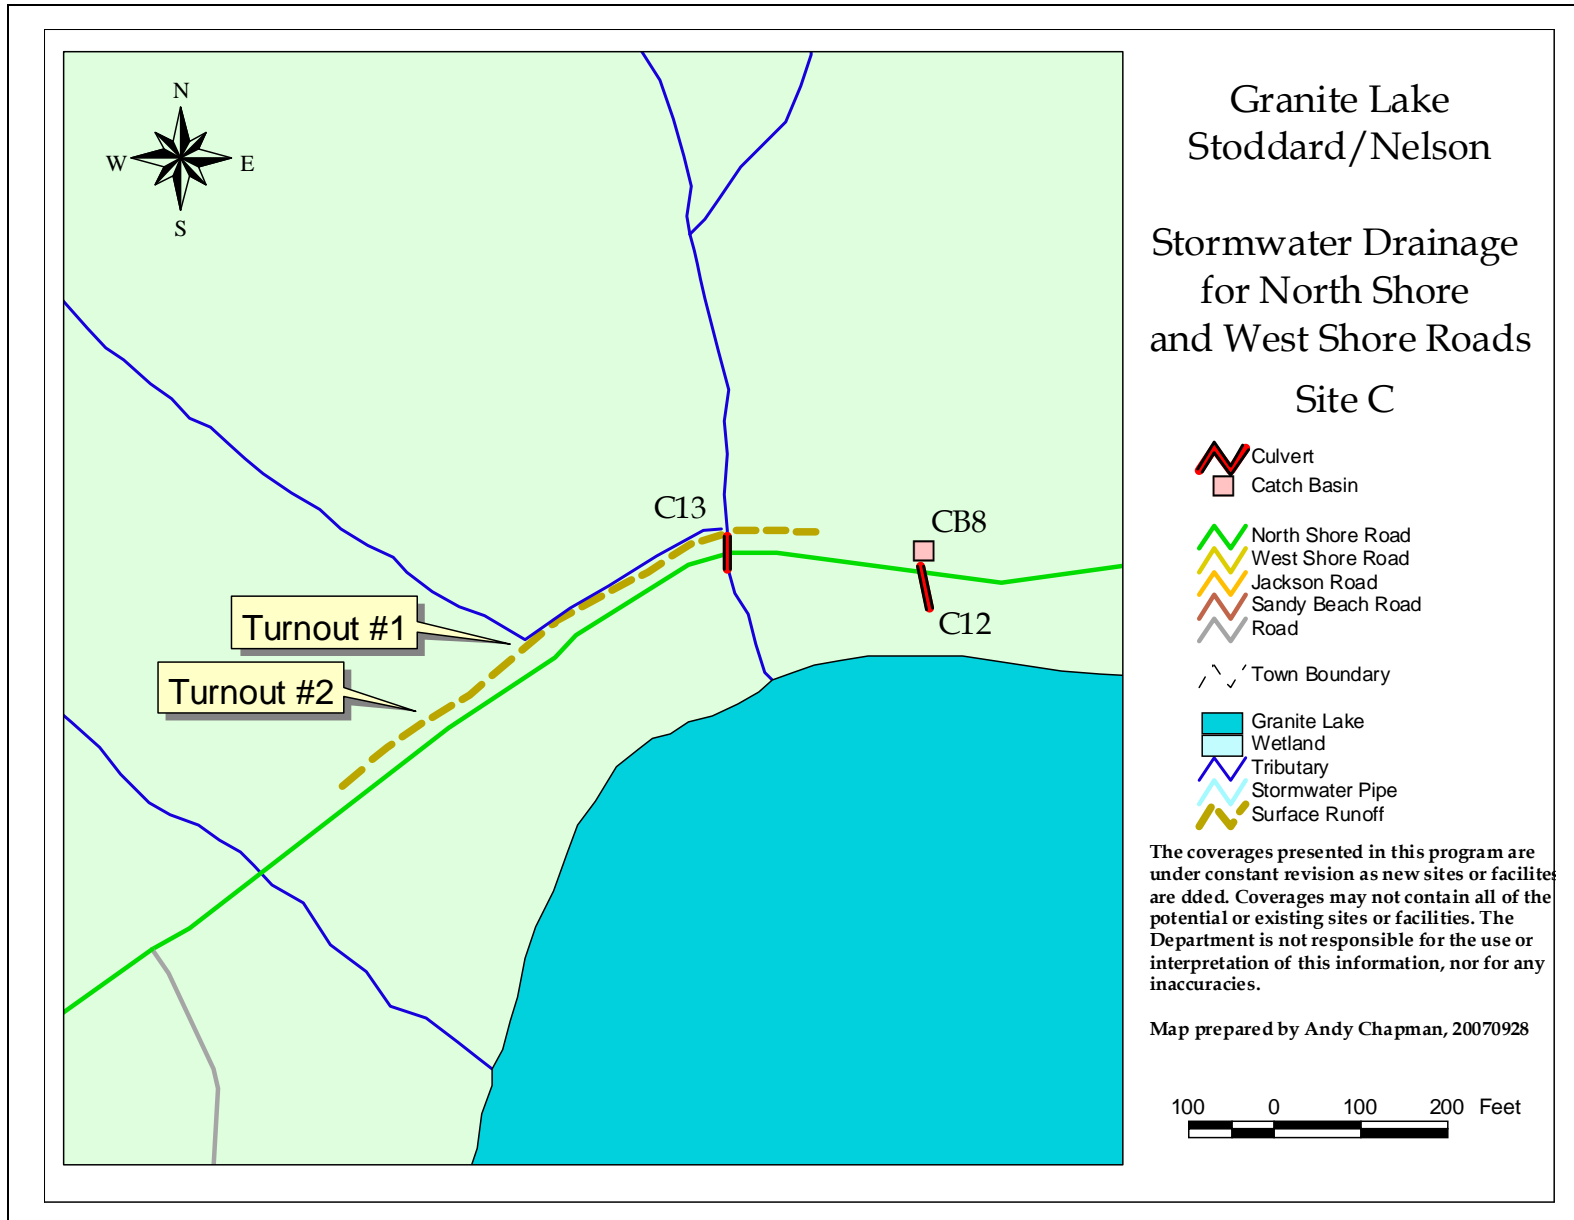 N
W
E
S
C13
CB8
C12
Turnout #1
Turnout #2
Granite Lake
Stoddard/Nelson
Stormwater Drainage
for North Shore
and West Shore Roads
Site C
Culvert
Catch Basin
North Shore Road
West Shore Road
Jackson Road
Sandy Beach Road
Road
Town Boundary
Granite Lake
Wetland
Tributary
Stormwater Pipe
Surface Runoff
The coverages presented in this program are
under constant revision as new sites or facilites
are dded. Coverages may not contain all of the
potential or existing sites or facilities. The
Department is not responsible for the use or
interpretation of this information, nor for any
inaccuracies.
Map prepared by Andy Chapman, 20070928
100 0 100 200 Feet